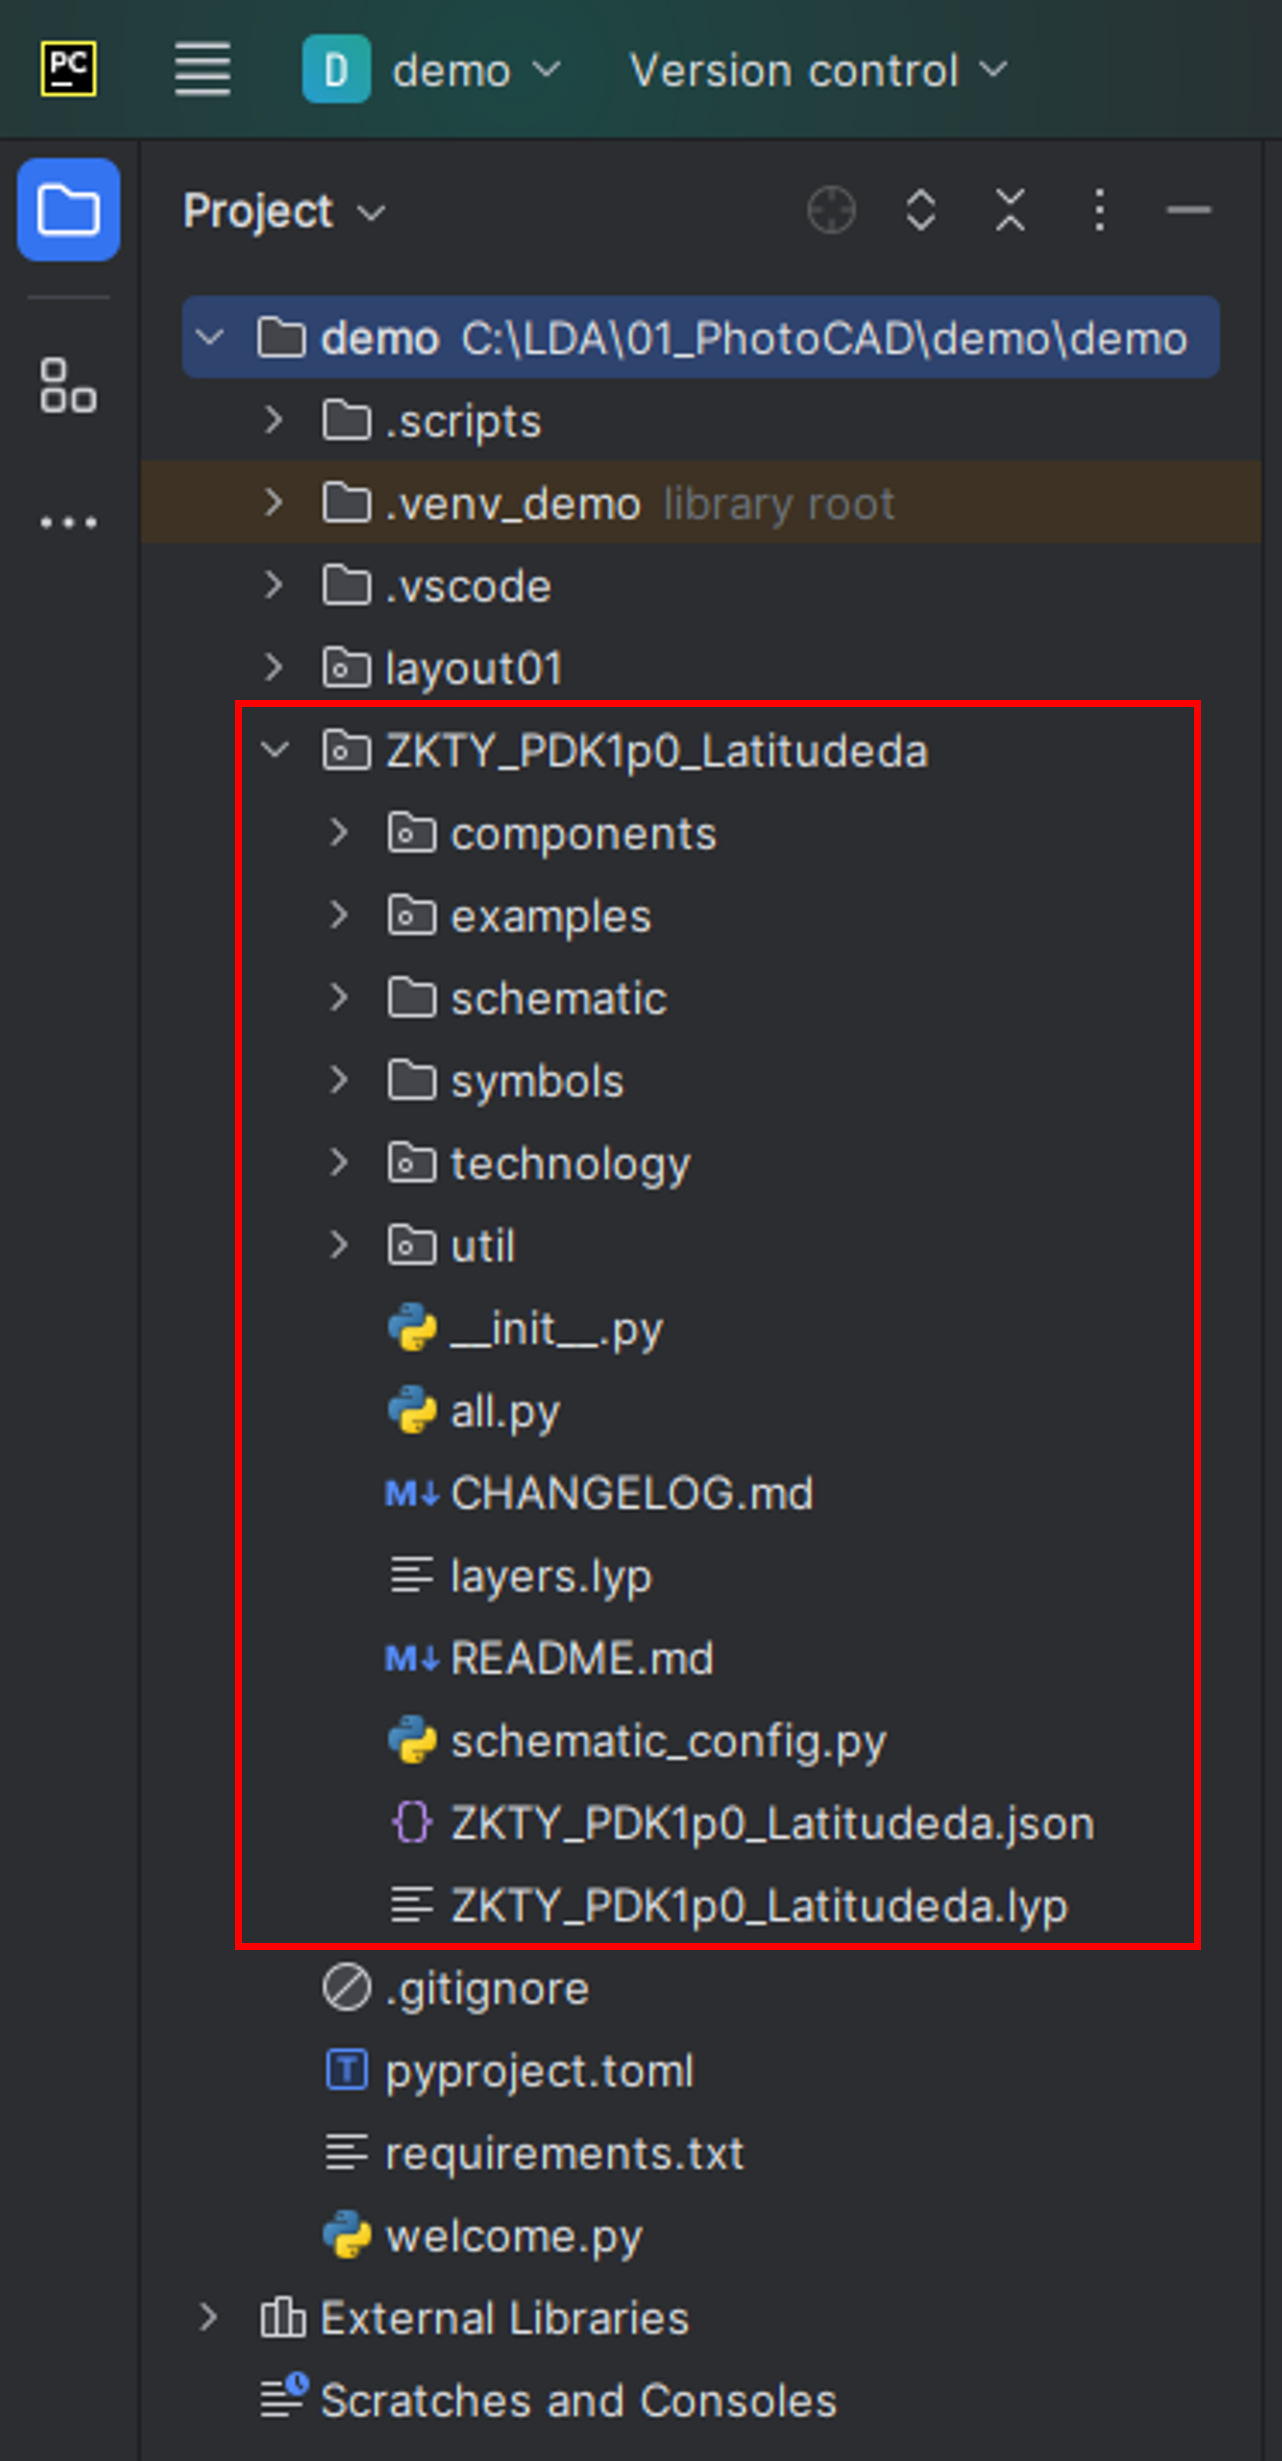 PC D demo Version control
Project
demo C:\LDA\01_PhotoCAD\demo\demo
.scripts
.venv_demo library root
.vscode
layout01
ZKTY_PDK1p0_Latitudeda
components
examples
schematic
symbols
technology
util
__init__.py
all.py
M↓ CHANGELOG.md
layers.lyp
M↓ README.md
schematic_config.py
{} ZKTY_PDK1p0_Latitudeda.json
ZKTY_PDK1p0_Latitudeda.lyp
.gitignore
T pyproject.toml
requirements.txt
welcome.py
External Libraries
Scratches and Consoles